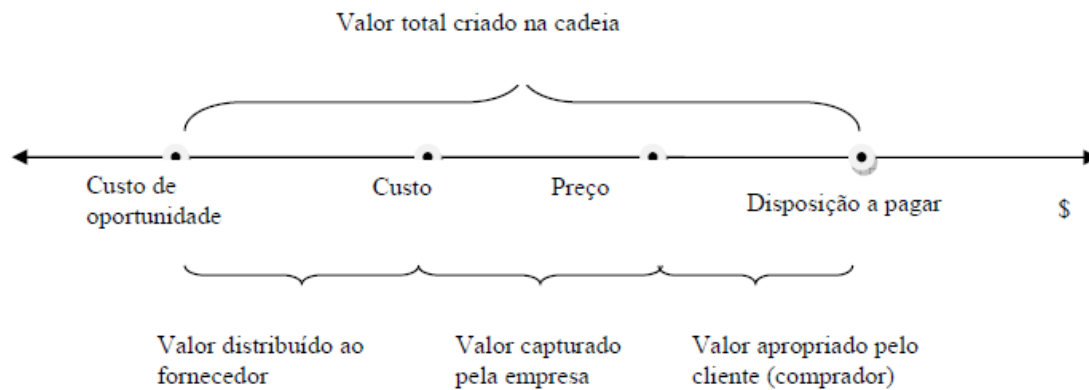 Valor total criado na cadeia
Custo de
oportunidade
Custo
Preço
Disposição a pagar
$
Valor distribuído ao
fornecedor
Valor capturado
pela empresa
Valor apropriado pelo
cliente (comprador)